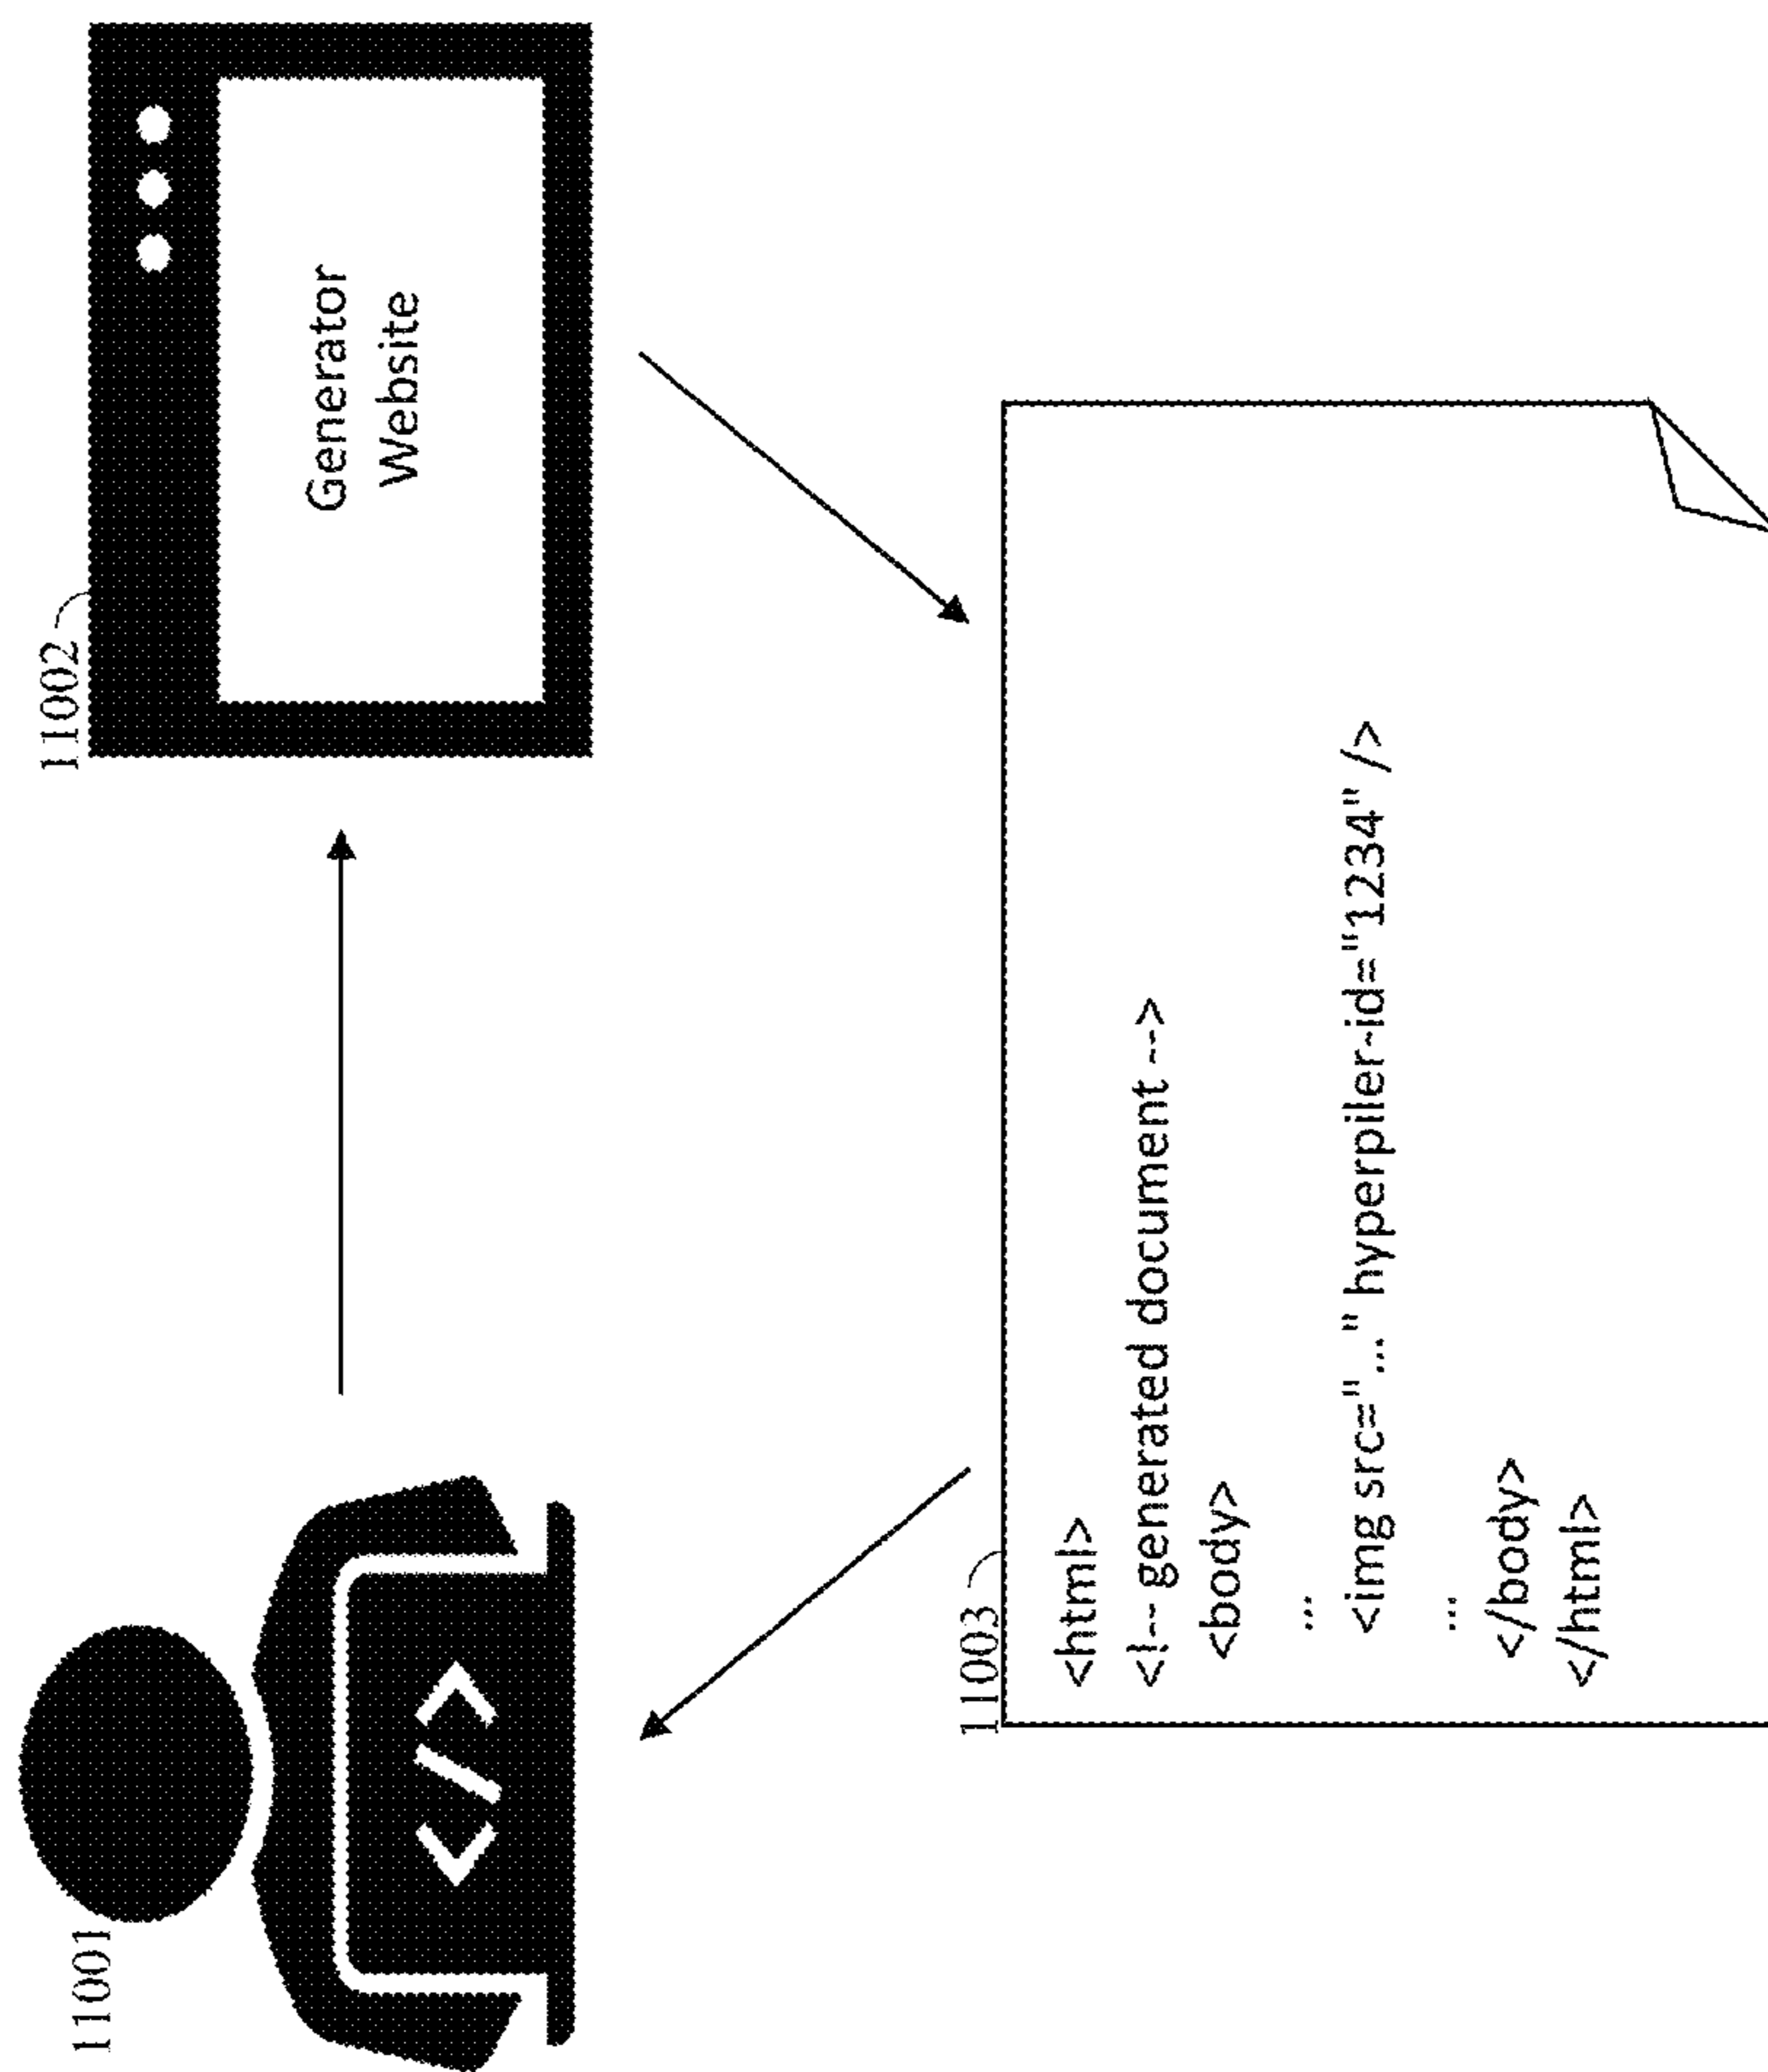 11001
</>
11002
Generator
Website
11003
<html>
<!-- generated document -->
<body>
...
<img src="..." hyperpiler-id="1234" />
...
</body>
</html>